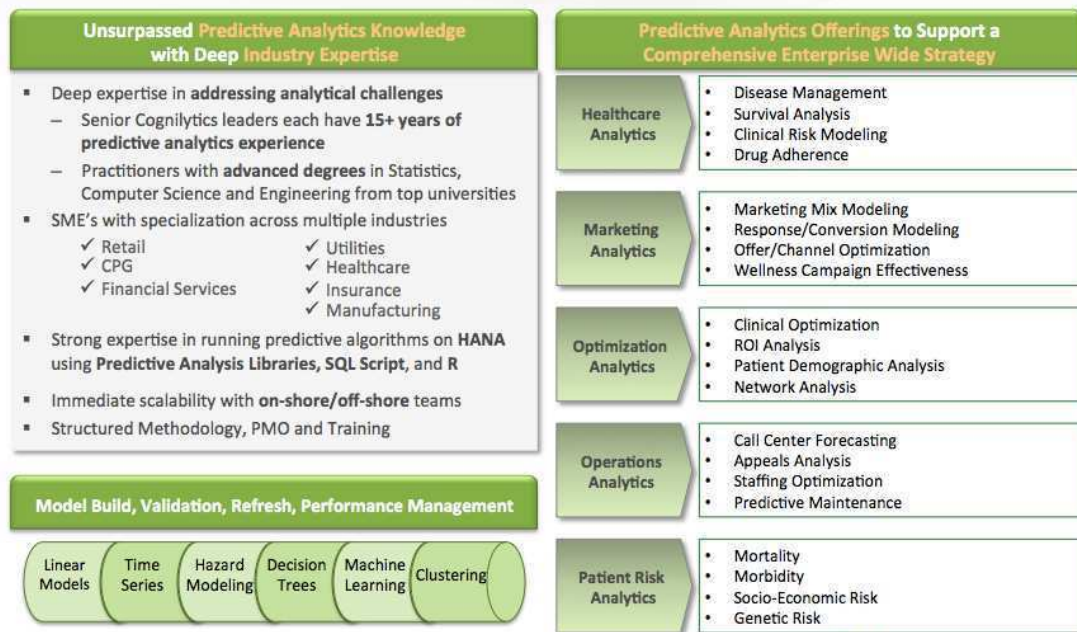 Unsurpassed Predictive Analytics Knowledge
with Deep Industry Expertise
▪ Deep expertise in addressing analytical challenges
– Senior Cognilytics leaders each have 15+ years of
predictive analytics experience
– Practitioners with advanced degrees in Statistics,
Computer Science and Engineering from top universities
▪ SME's with specialization across multiple industries
✓ Retail
✓ CPG
✓ Financial Services
✓ Utilities
✓ Healthcare
✓ Insurance
✓ Manufacturing
▪ Strong expertise in running predictive algorithms on HANA
using Predictive Analysis Libraries, SQL Script, and R
▪ Immediate scalability with on-shore/off-shore teams
▪ Structured Methodology, PMO and Training
Model Build, Validation, Refresh, Performance Management
Linear
Models
Time
Series
Hazard
Modeling
Decision
Trees
Machine
Learning
Clustering
Predictive Analytics Offerings to Support a
Comprehensive Enterprise Wide Strategy
Healthcare
Analytics
• Disease Management
• Survival Analysis
• Clinical Risk Modeling
• Drug Adherence
Marketing
Analytics
• Marketing Mix Modeling
• Response/Conversion Modeling
• Offer/Channel Optimization
• Wellness Campaign Effectiveness
Optimization
Analytics
• Clinical Optimization
• ROI Analysis
• Patient Demographic Analysis
• Network Analysis
Operations
Analytics
• Call Center Forecasting
• Appeals Analysis
• Staffing Optimization
• Predictive Maintenance
Patient Risk
Analytics
• Mortality
• Morbidity
• Socio-Economic Risk
• Genetic Risk